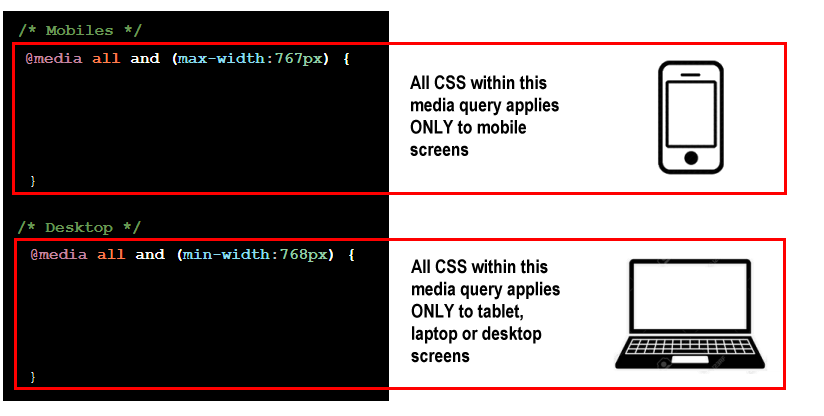 /* Mobiles */
@media all and (max-width:767px) {
All CSS within this
media query applies
ONLY to mobile
screens
}
/* Desktop */
@media all and (min-width:768px) {
All CSS within this
media query applies
ONLY to tablet,
laptop or desktop
screens
}